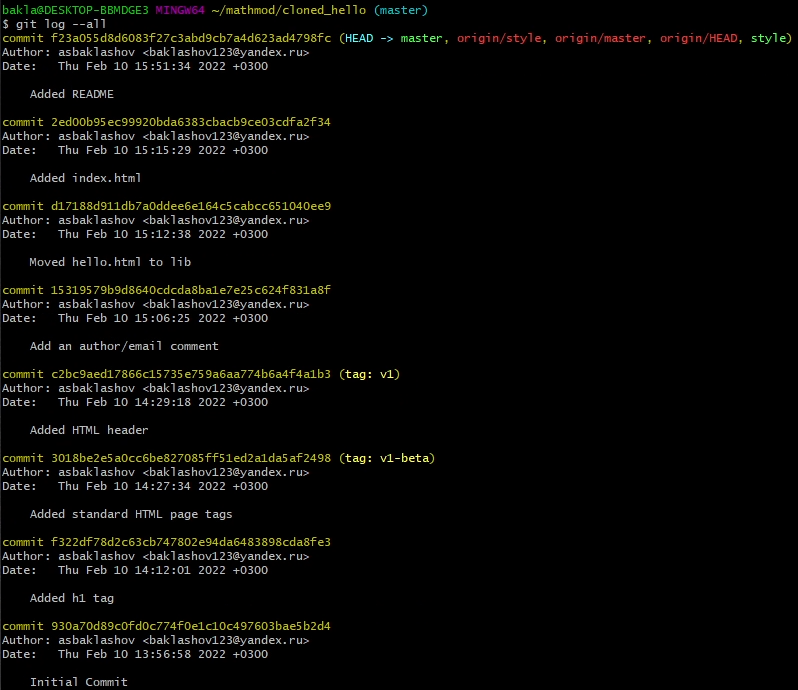 bakla@DESKTOP-BBMDGE3 MINGW64 ~/mathmod/cloned_hello (master)
$ git log --all
commit f23a055d8d6083f27c3abd9cb7a4d623ad4798fc (HEAD -> master, origin/style, origin/master, origin/HEAD, style)
Author: asbaklashov <baklashov123@yandex.ru>
Date:   Thu Feb 10 15:51:34 2022 +0300

    Added README

commit 2ed00b95ec99920bda6383cbacb9ce03cdfa2f34
Author: asbaklashov <baklashov123@yandex.ru>
Date:   Thu Feb 10 15:15:29 2022 +0300

    Added index.html

commit d17188d911db7a0ddee6e164c5cabcc651040ee9
Author: asbaklashov <baklashov123@yandex.ru>
Date:   Thu Feb 10 15:12:38 2022 +0300

    Moved hello.html to lib

commit 15319579b9d8640cdcda8ba1e7e25c624f831a8f
Author: asbaklashov <baklashov123@yandex.ru>
Date:   Thu Feb 10 15:06:25 2022 +0300

    Add an author/email comment

commit c2bc9aed17866c15735e759a6aa774b6a4f4a1b3 (tag: v1)
Author: asbaklashov <baklashov123@yandex.ru>
Date:   Thu Feb 10 14:29:18 2022 +0300

    Added HTML header

commit 3018be2e5a0cc6be827085ff51ed2a1da5af2498 (tag: v1-beta)
Author: asbaklashov <baklashov123@yandex.ru>
Date:   Thu Feb 10 14:27:34 2022 +0300

    Added standard HTML page tags

commit f322df78d2c63cb747802e94da6483898cda8fe3
Author: asbaklashov <baklashov123@yandex.ru>
Date:   Thu Feb 10 14:12:01 2022 +0300

    Added h1 tag

commit 930a70d89c0fd0c774f0e1c10c497603bae5b2d4
Author: asbaklashov <baklashov123@yandex.ru>
Date:   Thu Feb 10 13:56:58 2022 +0300

    Initial Commit